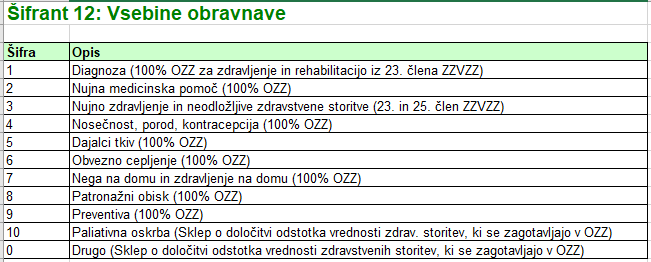 Šifrant 12: Vsebine obravnave
Šifra Opis
1 Diagnoza (100% OZZ za zdravljenje in rehabilitacijo iz 23. člena ZZVZZ)
2 Nujna medicinska pomoč (100% OZZ)
3 Nujno zdravljenje in neodložljive zdravstvene storitve (23. in 25. člen ZZVZZ)
4 Nosečnost, porod, kontracepcija (100% OZZ)
5 Dajalci tkiv (100% OZZ)
6 Obvezno cepljenje (100% OZZ)
7 Nega na domu in zdravljenje na domu (100% OZZ)
8 Patronažni obisk (100% OZZ)
9 Preventiva (100% OZZ)
10 Paliativna oskrba (Sklep o določitvi odstotka vrednosti zdrav. storitev, ki se zagotavljajo v OZZ)
0 Drugo (Sklep o določitvi odstotka vrednosti zdravstvenih storitev, ki se zagotavljajo v OZZ)